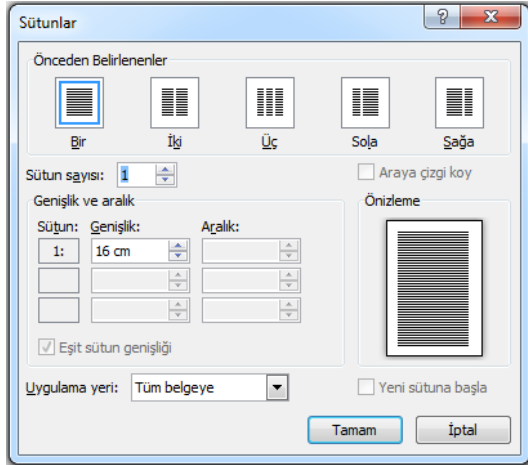 Sütunlar
Önceden Belirlenenler
Bir İki Üç Sola Sağa
Sütun sayısı: 1 Araya çizgi koy
Genişlik ve aralık Önizleme
Sütun: Genişlik: Aralık:
1: 16 cm
Eşit sütun genişliği
Uygulama yeri: Tüm belgeye Yeni sütuna başla
Tamam İptal